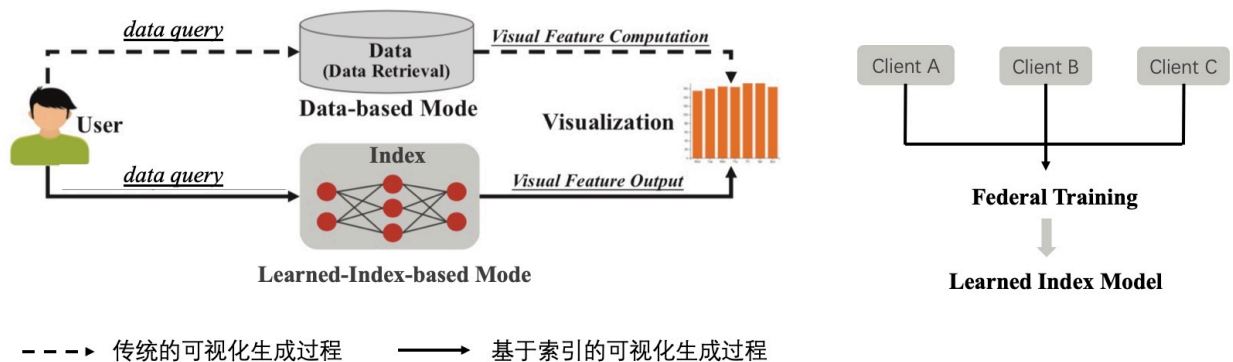 data query
Data
(Data Retrieval)
Visual Feature Computation
Data-based Mode
User
Visualization
data query
Index
Visual Feature Output
Learned-Index-based Mode
Client A
Client B
Client C
Federal Training
Learned Index Model
传统的可视化生成过程
基于索引的可视化生成过程